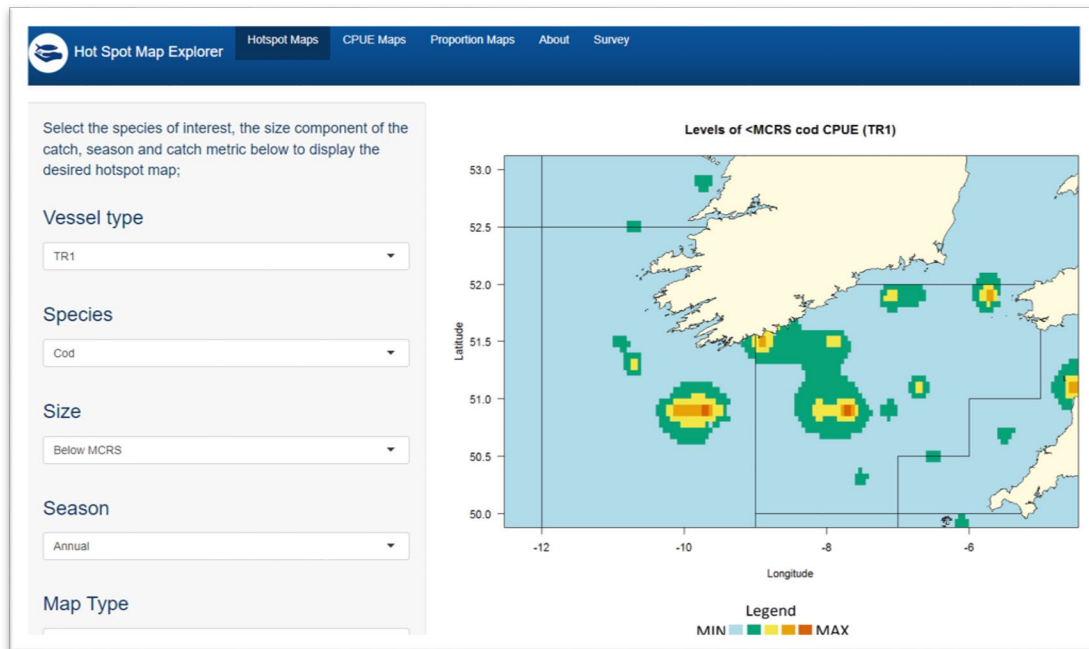 Hot Spot Map Explorer
Hotspot Maps
CPUE Maps
Proportion Maps
About
Survey
Select the species of interest, the size component of the
catch, season and catch metric below to display the
desired hotspot map;
Vessel type
TR1
Species
Cod
Size
Below MCRS
Season
Annual
Map Type
Levels of <MCRS cod CPUE (TR1)
53.0
52.5
52.0
51.5
51.0
50.5
50.0
Latitude
-12
-10
-8
-6
Longitude
Legend
MIN
MAX